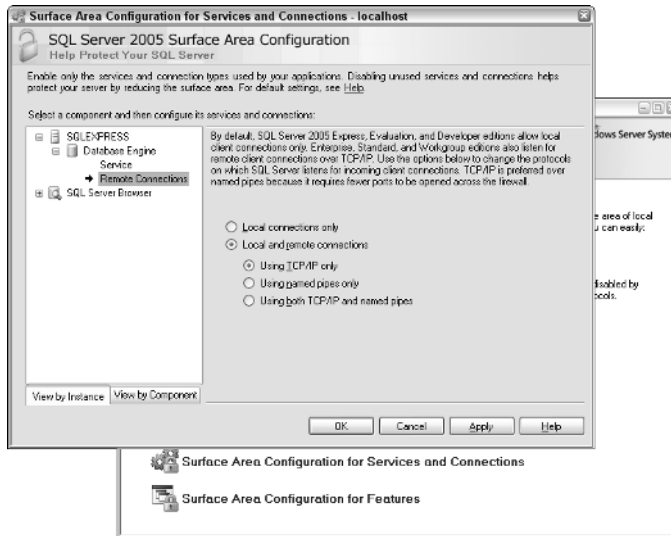 Surface Area Configuration for Services and Connections - localhost
SQL Server 2005 Surface Area Configuration
Help Protect Your SQL Server
Enable only the services and connection types used by your applications. Disabling unused services and connections helps
protect your server by reducing the surface area. For default settings, see Help.
Select a component and then configure its services and connections:
SQLEXPRESS
Database Engine
Service
Remote Connections
SQL Server Browser
By default, SQL Server 2005 Express, Evaluation, and Developer editions allow local
client connections only. Enterprise, Standard, and Workgroup editions also listen for
remote client connections over TCP/IP. Use the options below to change the protocols
on which SQL Server listens for incoming client connections. TCP/IP is preferred over
named pipes because it requires fewer ports to be opened across the firewall.
Local connections only
Local and remote connections
Using TCP/IP only
Using named pipes only
Using both TCP/IP and named pipes
View by Instance View by Component
OK Cancel Apply Help
dows Server System
e area of local
u can easily:
disabled by
ocols.
Surface Area Configuration for Services and Connections
Surface Area Configuration for Features